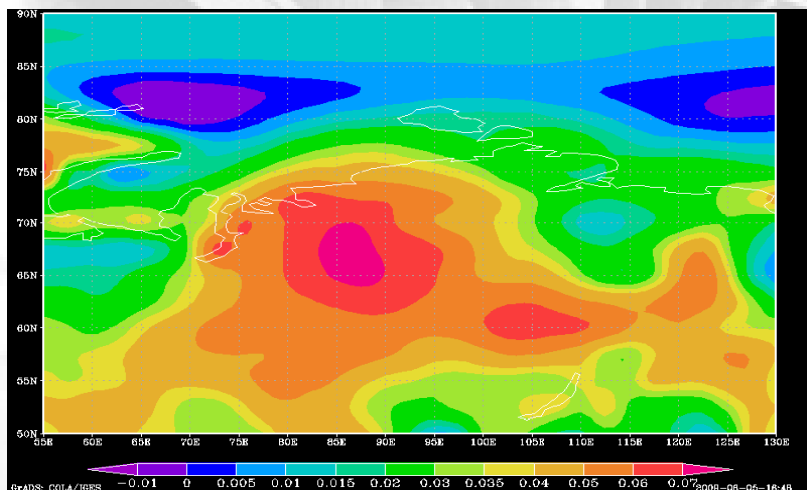 90N
85N
80N
75N
70N
65N
60N
55N
50N
55E 60E 65E 70E 75E 80E 85E 90E 95E 100E 105E 110E 115E 120E 125E 130E
-0.01 0 0.005 0.01 0.015 0.02 0.03 0.035 0.04 0.05 0.06 0.07
GrADS: COLA/IGES 2009-06-05-16:45